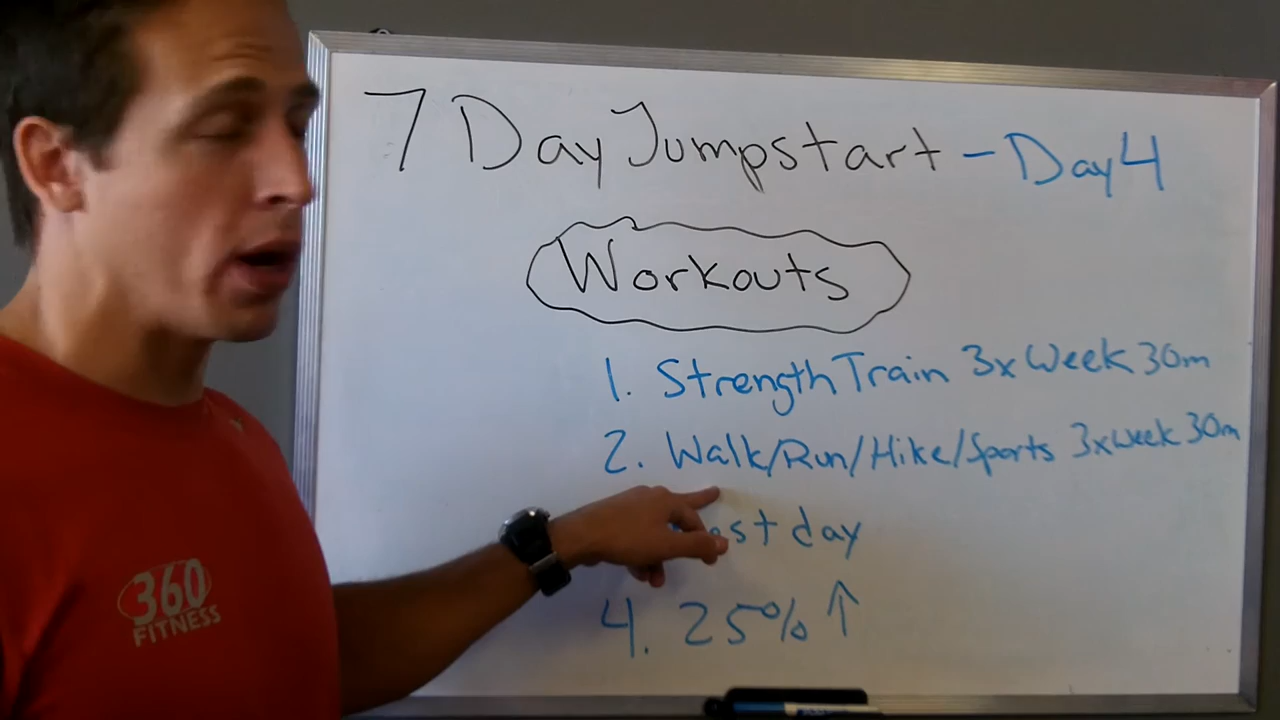 7 Day Jumpstart - Day 4
Workouts
1. Strength Train 3x Week 30m
2. Walk/Run/Hike/Sports 3x Week 30m
day
4. 25% ↑
360
FITNESS